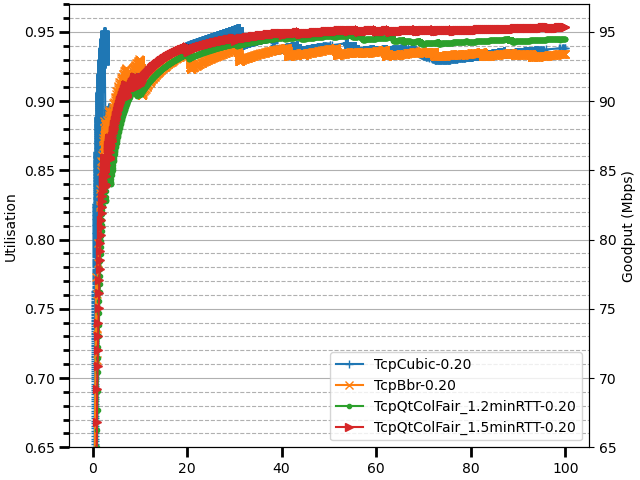 0.95
0.90
0.85
0.80
0.75
0.70
0.65
Utilisation
95
90
85
80
75
70
65
Goodput (Mbps)
0 20 40 60 80 100
TcpCubic-0.20
TcpBbr-0.20
TcpQtColFair_1.2minRTT-0.20
TcpQtColFair_1.5minRTT-0.20